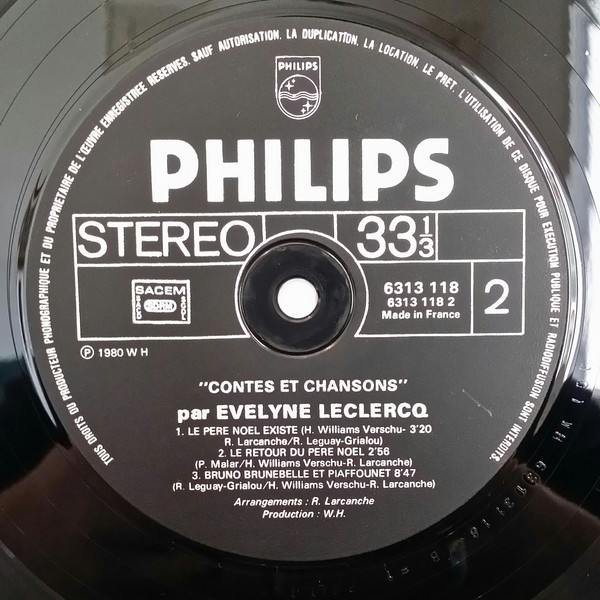 TOUS DROITS DU PRODUCTEUR PHONOGRAPHIQUE ET DU PROPRIETAIRE DE L'ŒUVRE ENREGISTREE RESERVES. SAUF AUTORISATION, LA DUPLICATION, LA LOCATION, LE PRET, L'UTILISATION DE CE DISQUE POUR EXECUTION PUBLIQUE ET RADIODIFFUSION SONT INTERDITS.
PHILIPS
PHILIPS
STEREO 33 1/3
SACEM
SACD SDRM SGDL
6313 118
6313 118 2
Made in France
2
Ⓟ 1980 W H
"CONTES ET CHANSONS"
par EVELYNE LECLERCQ
1. LE PERE NOEL EXISTE (H. Williams Verschu- 3'20
R. Larcanche/R. Leguay-Grialou)
2. LE RETOUR DU PERE NOEL 2'56
(P. Malar/H. Williams Verschu-R. Larcanche)
3. BRUNO BRUNEBELLE ET PIAFFOUNET 8'47
(R. Leguay-Grialou/H. Williams Verschu-R. Larcanche)
Arrangements : R. Larcanche
Production : W.H.